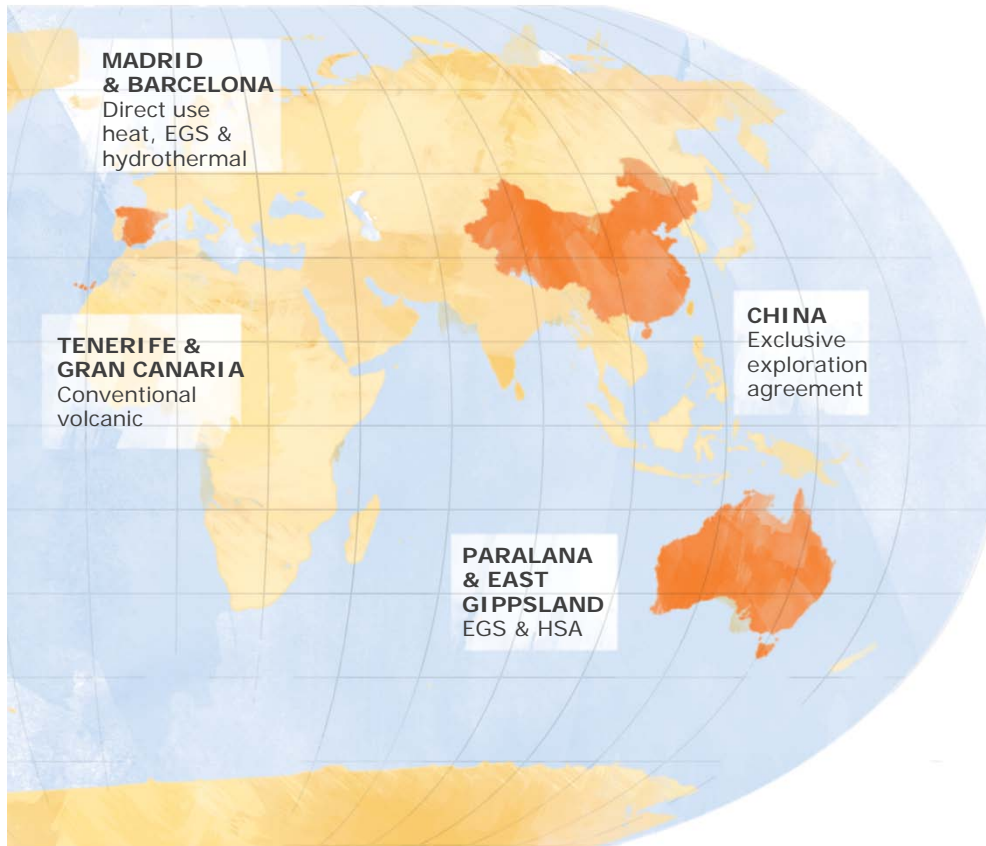 MADRID
& BARCELONA
Direct use
heat, EGS &
hydrothermal
TENERIFE &
GRAN CANARIA
Conventional
volcanic
CHINA
Exclusive
exploration
agreement
PARALANA
& EAST
GIPPSLAND
EGS & HSA